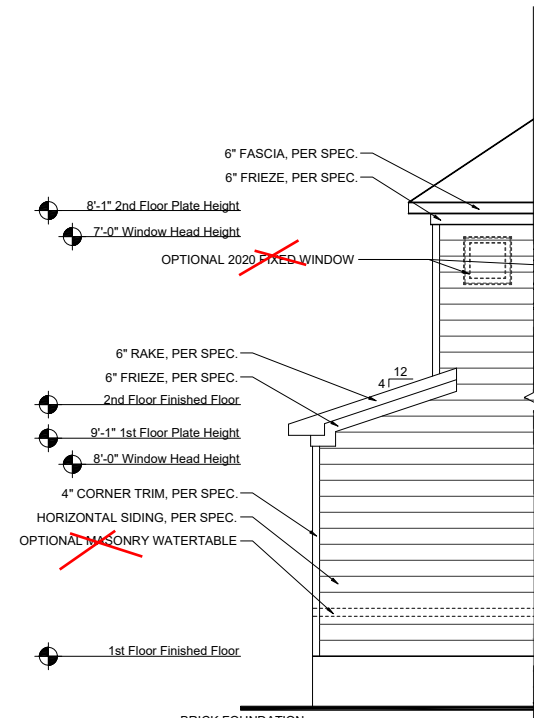 6" FASCIA, PER SPEC.
6" FRIEZE, PER SPEC.
8'-1" 2nd Floor Plate Height
7'-0" Window Head Height
OPTIONAL 2020 FIXED WINDOW
6" RAKE, PER SPEC.
12
4
6" FRIEZE, PER SPEC.
2nd Floor Finished Floor
9'-1" 1st Floor Plate Height
8'-0" Window Head Height
4" CORNER TRIM, PER SPEC.
HORIZONTAL SIDING, PER SPEC.
OPTIONAL MASONRY WATERTABLE
1st Floor Finished Floor
BRICK FOUNDATION